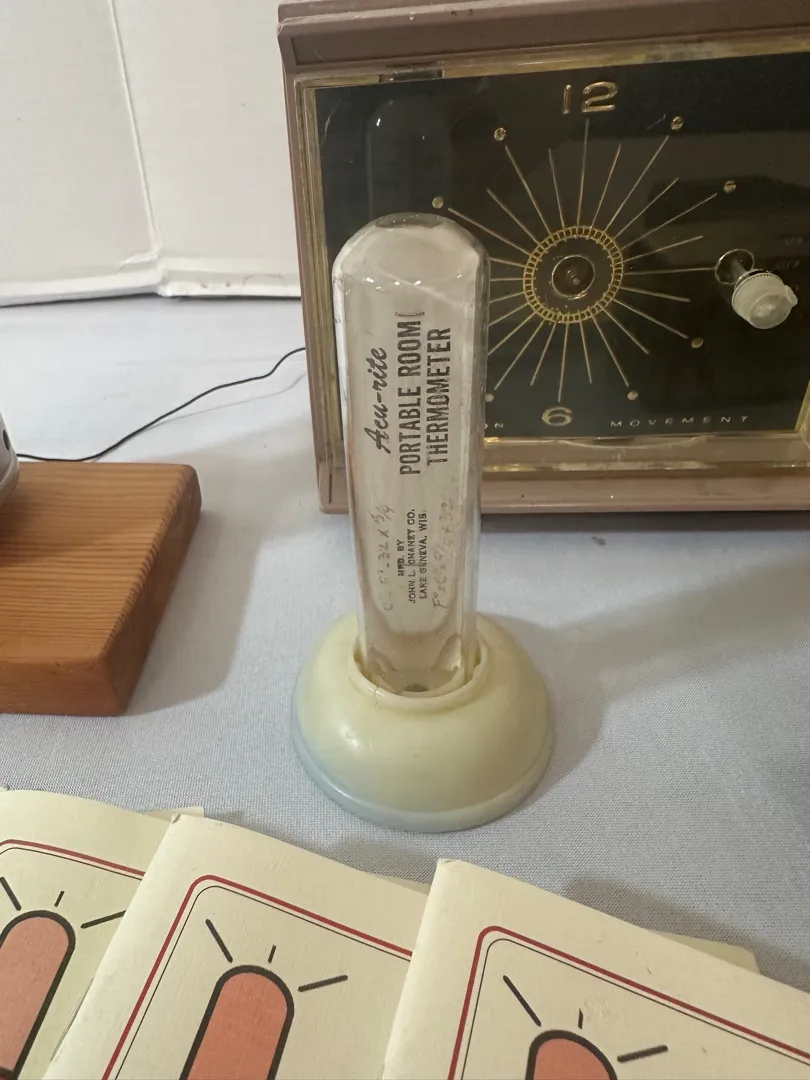 12
6
MOVEMENT
Acu-rite
PORTABLE ROOM
THERMOMETER
MFD. BY
JOHN L. CHANEY CO.
LAKE GENEVA, WIS.